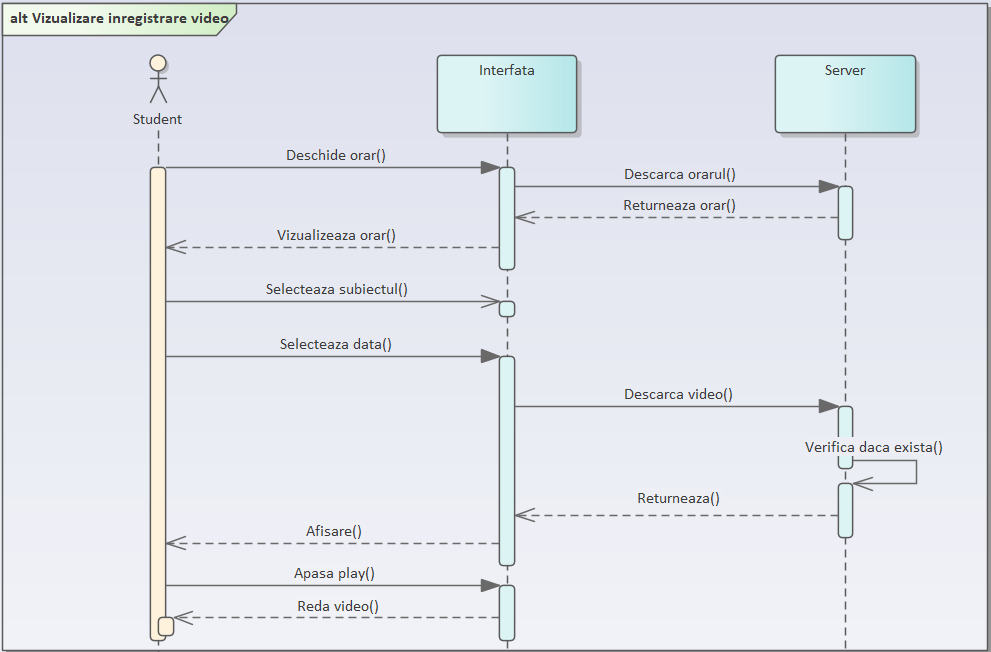 alt Vizualizare inregistrare video
Interfata
Server
Student
Deschide orar()
Descarca orarul()
Returneaza orar()
Vizualizeaza orar()
Selecteaza subiectul()
Selecteaza data()
Descarca video()
Verifica daca exista()
Returneaza()
Afisare()
Apasa play()
Reda video()